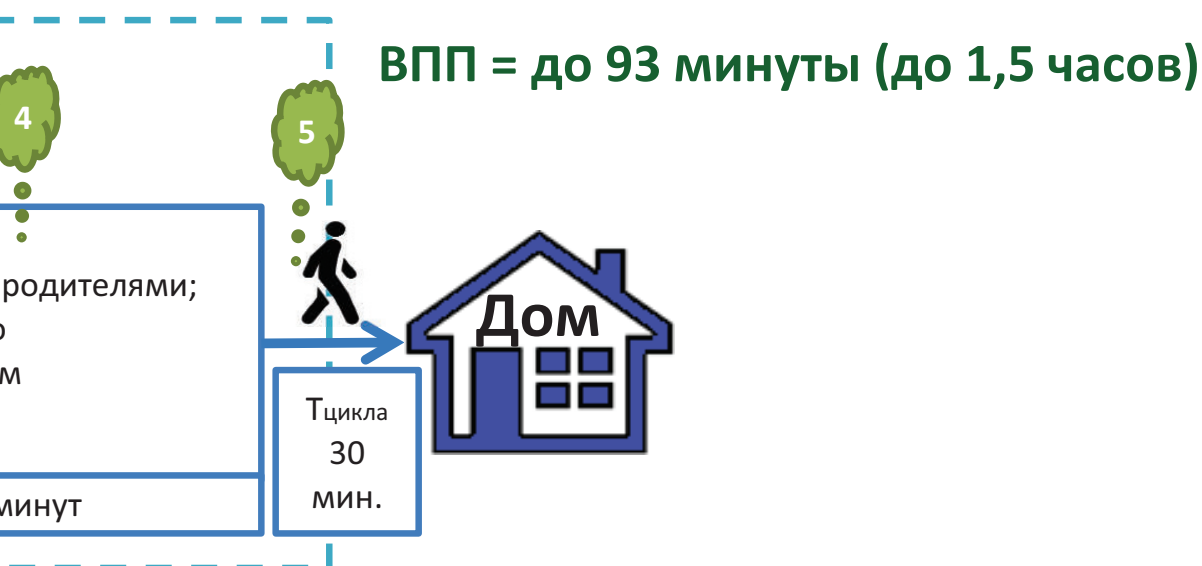 ВПП = до 93 минуты (до 1,5 часов)
4
5
родителями;
м
Дом
Тцикла
30
мин.
минут